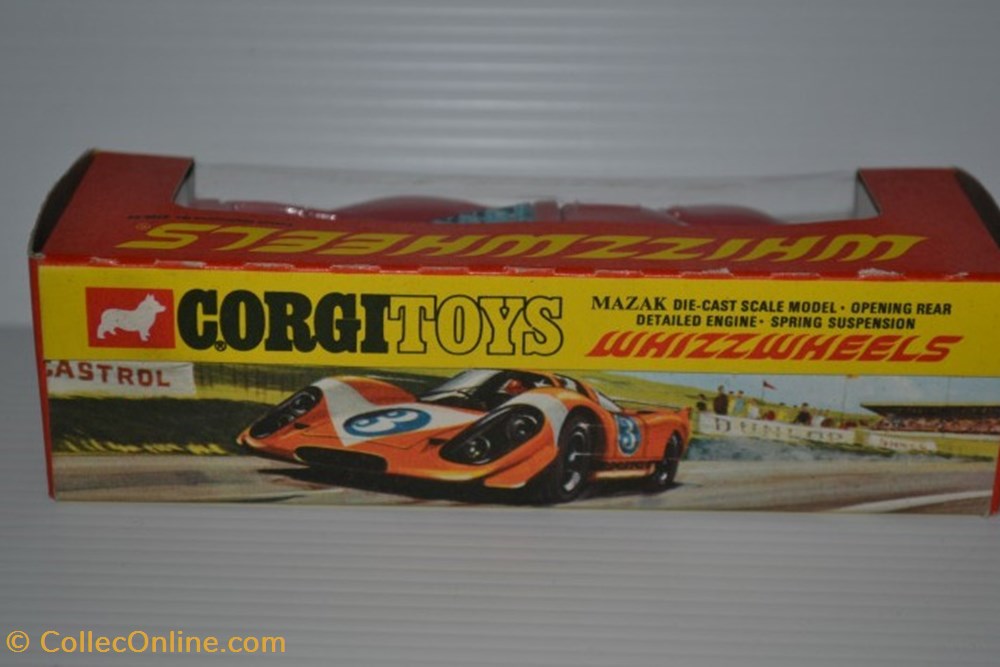 WHIZZWHEELS®
CORGI TOYS
®
MAZAK DIE-CAST SCALE MODEL · OPENING REAR
DETAILED ENGINE · SPRING SUSPENSION
WHIZZWHEELS
CASTROL
3
3
DUNLOP
© CollecOnline.com